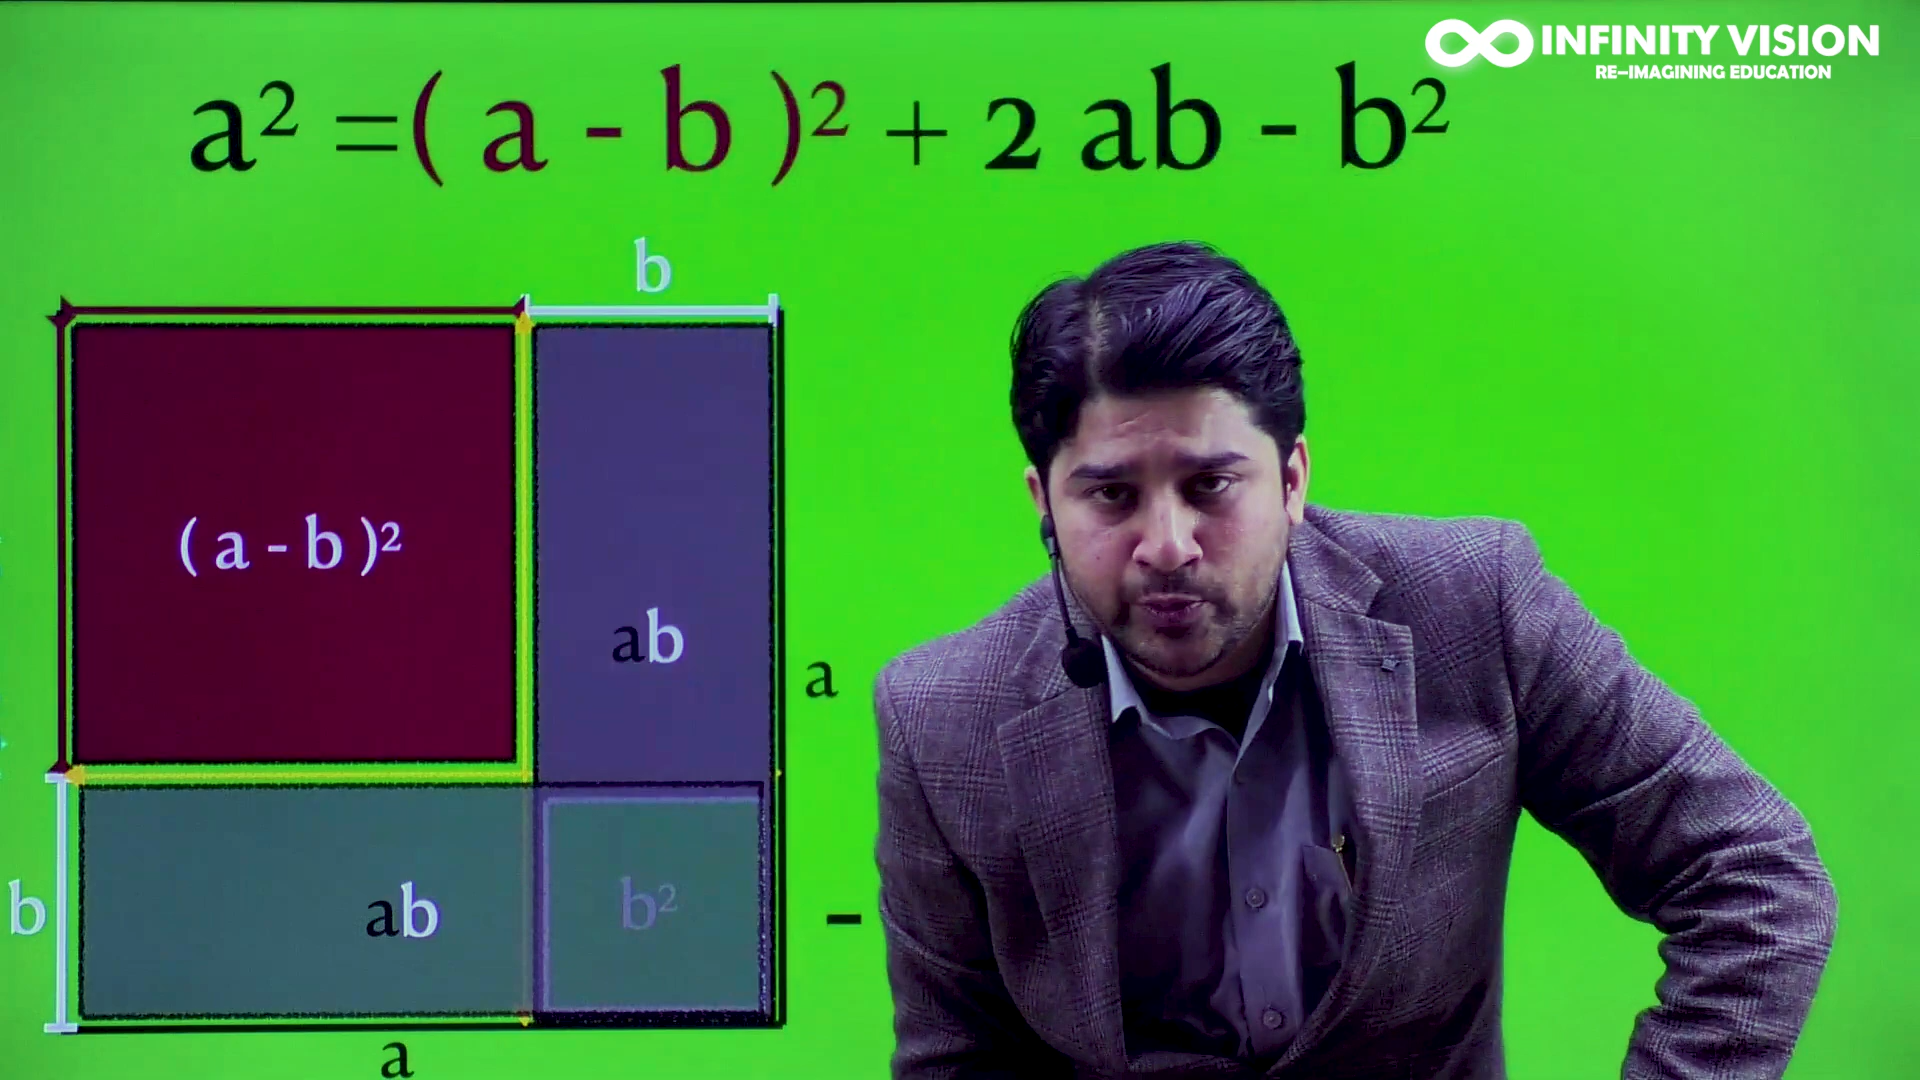 INFINITY VISION
RE-IMAGINING EDUCATION
a² =( a - b )² + 2 ab - b²
b
( a - b )²
ab
a
b
ab
b²
-
a